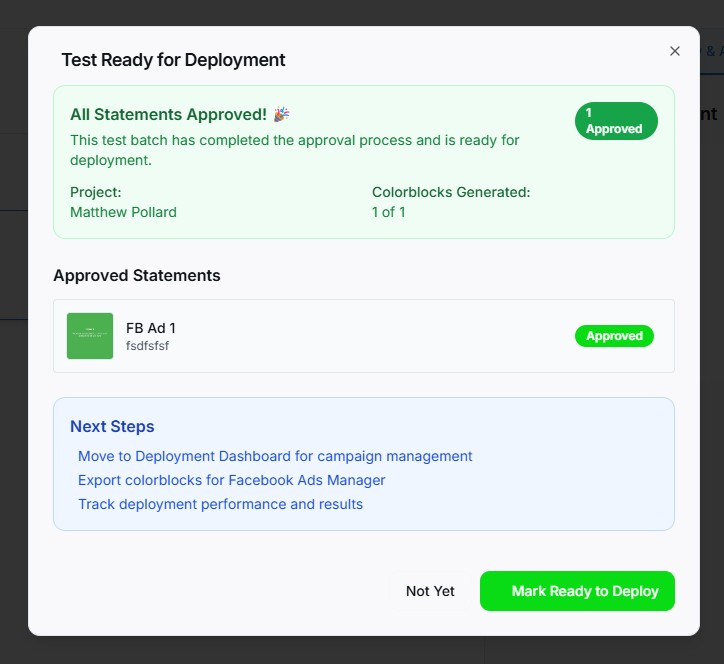 Test Ready for Deployment
& A
nt
All Statements Approved! 🎉
1
Approved
This test batch has completed the approval process and is ready for
deployment.
Project:
Matthew Pollard
Colorblocks Generated:
1 of 1
Approved Statements
FB Ad 1
fsdfsfsf
Approved
Next Steps
Move to Deployment Dashboard for campaign management
Export colorblocks for Facebook Ads Manager
Track deployment performance and results
Not Yet
Mark Ready to Deploy